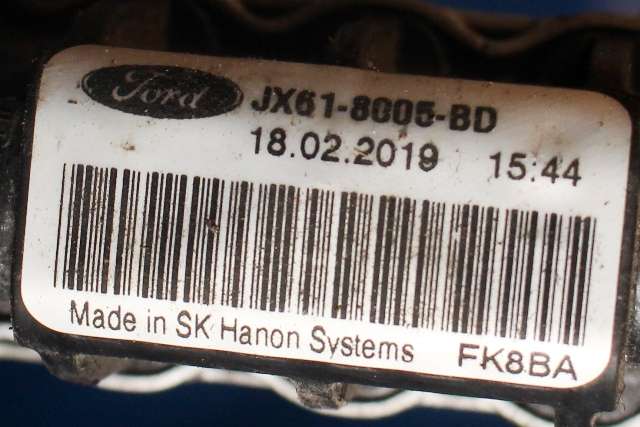 Ford JX61-8005-BD
18.02.2019 15:44
Made in SK Hanon Systems FK8BA